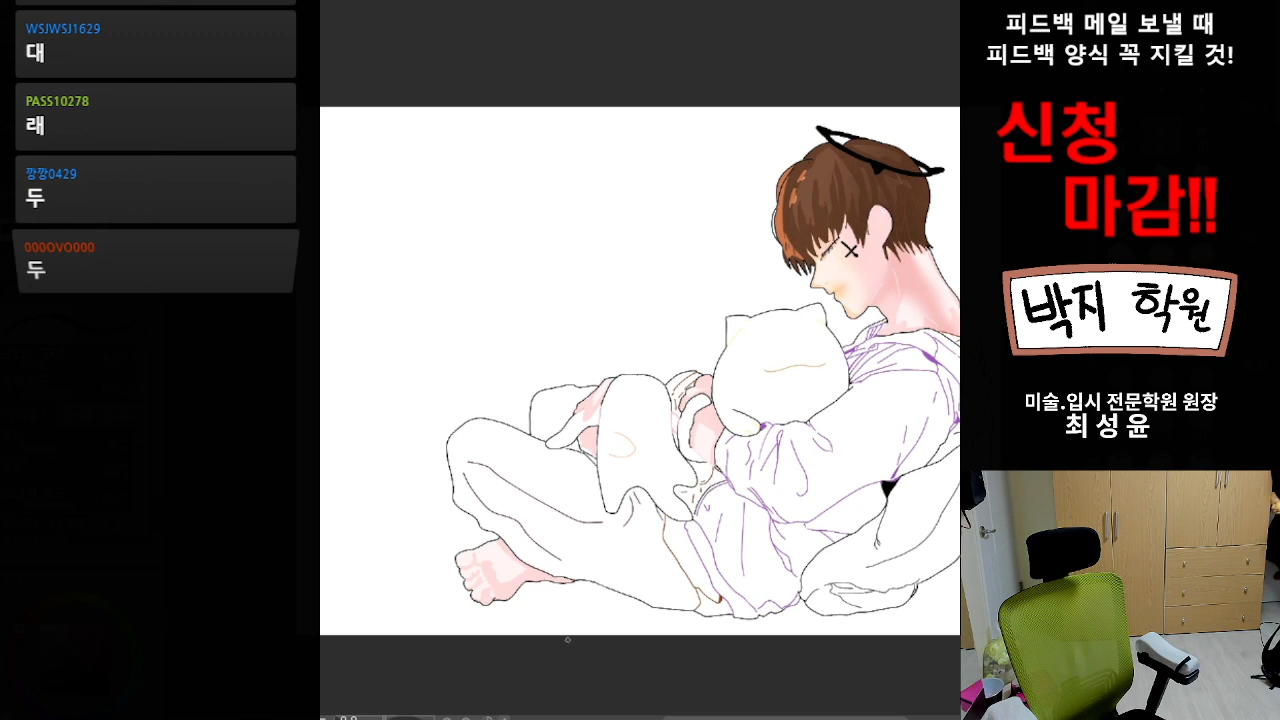 WSJWSJ1629
대
PASS10278
래
깡깡0429
두
000OVO000
두
피드백 메일 보낼 때
피드백 양식 꼭 지킬 것!
신청
마감!!
박지 학원
미술.입시 전문학원 원장
최성윤